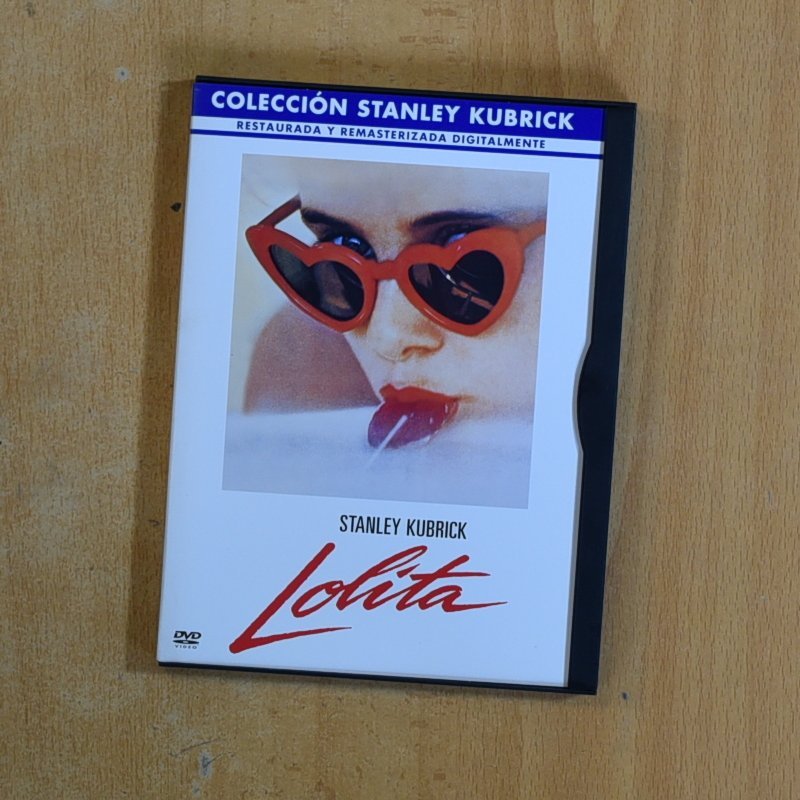 COLECCIÓN STANLEY KUBRICK
RESTAURADA Y REMASTERIZADA DIGITALMENTE
STANLEY KUBRICK
Lolita
DVD
VIDEO